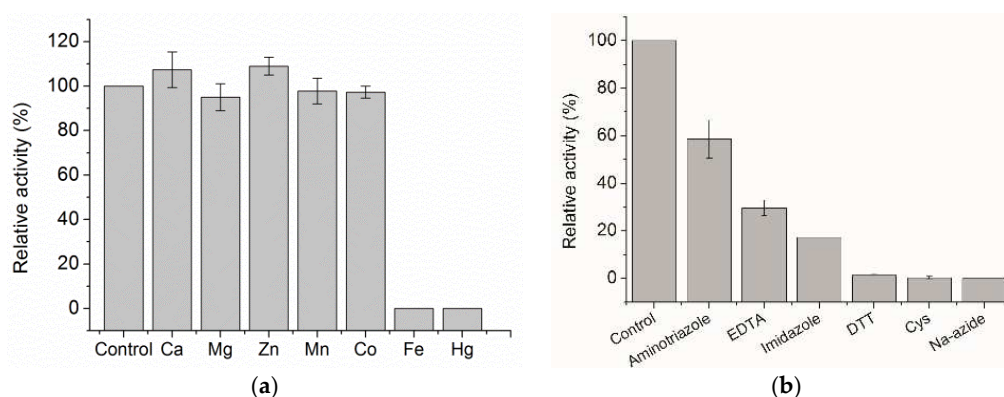 Relative activity (%)
120
100
80
60
40
20
0
Control Ca Mg Zn Mn Co Fe Hg
(a)
Relative activity (%)
100
80
60
40
20
0
Control Aminotriazole EDTA Imidazole DTT Cys Na-azide
(b)